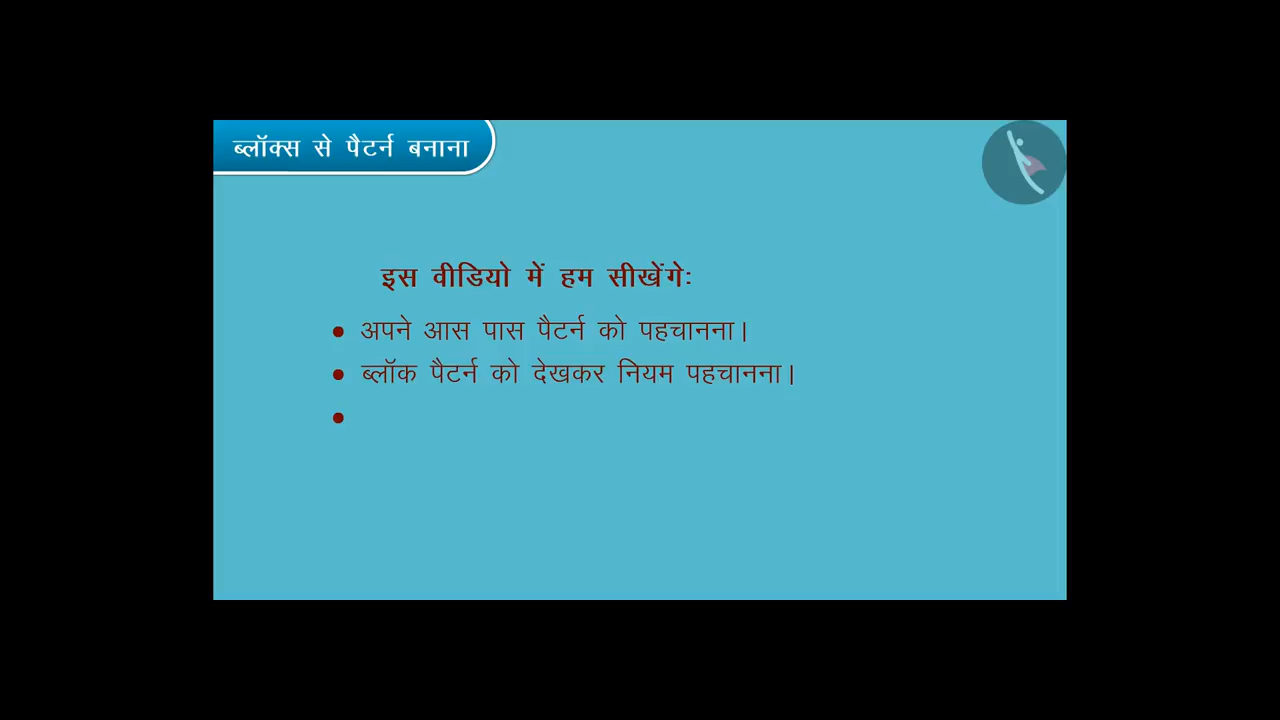 ब्लॉक्स से पैटर्न बनाना
इस वीडियो में हम सीखेंगे:
• अपने आस पास पैटर्न को पहचानना।
• ब्लॉक पैटर्न को देखकर नियम पहचानना।
•